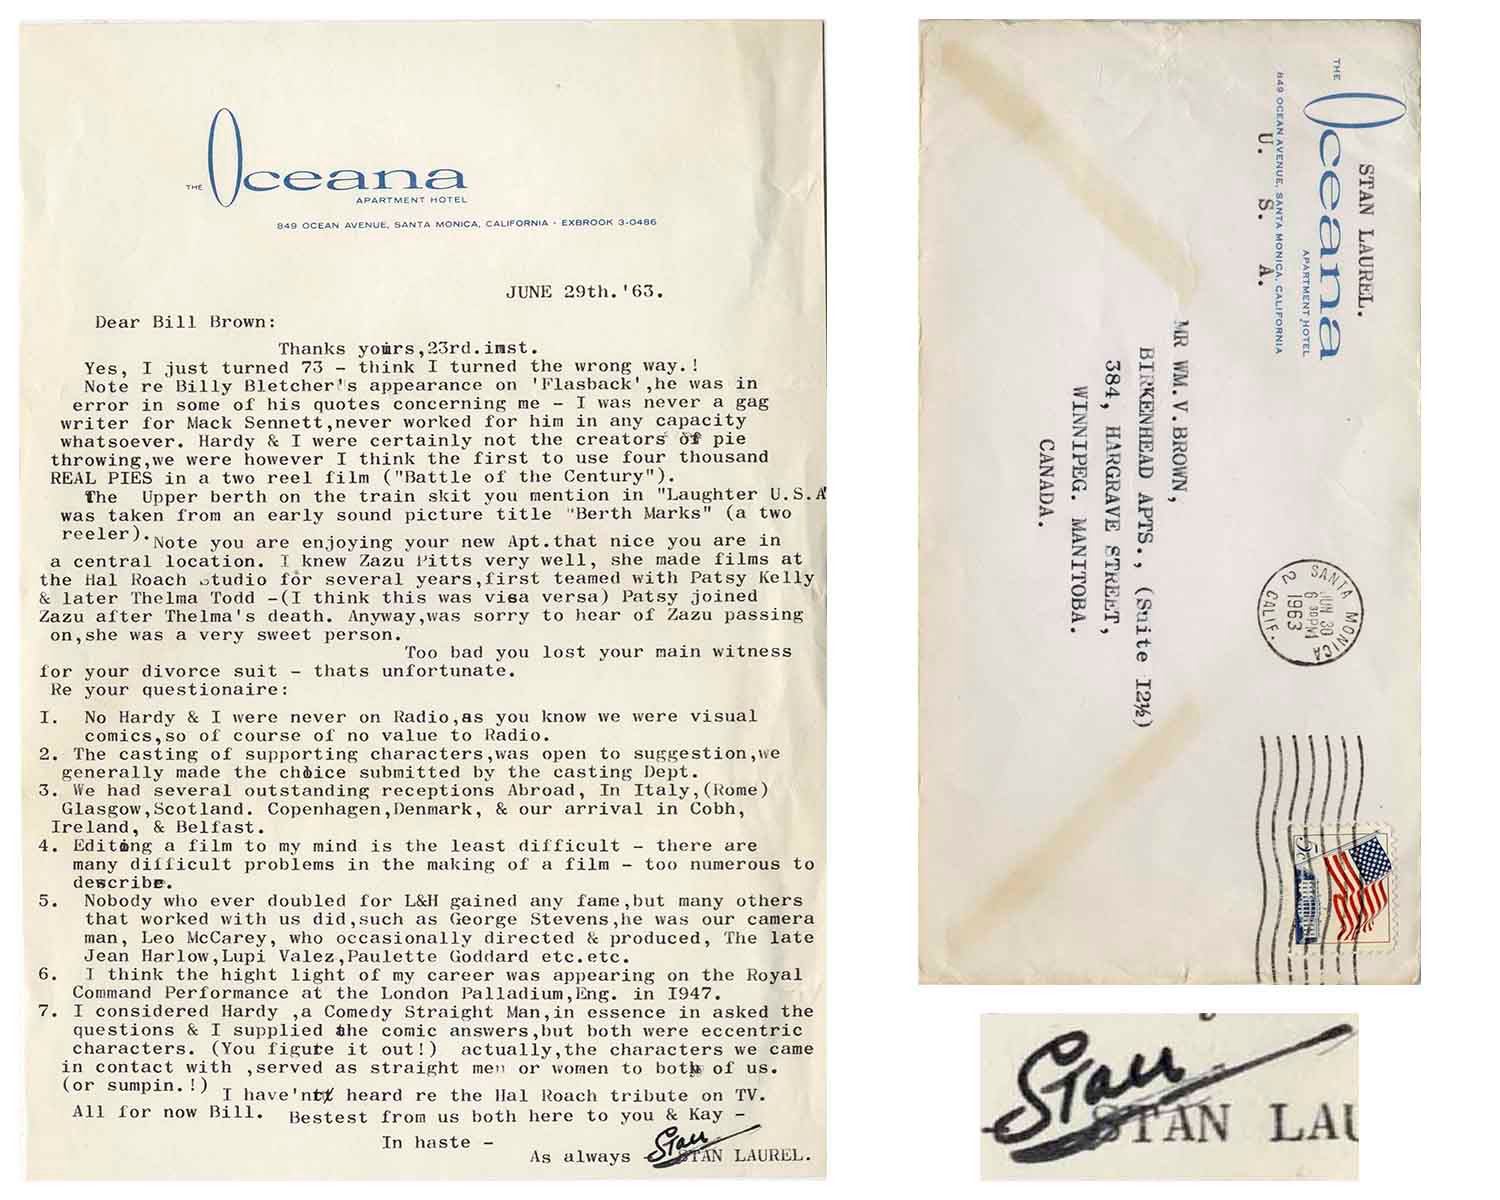 THE Oceana
APARTMENT HOTEL
849 OCEAN AVENUE, SANTA MONICA, CALIFORNIA - EXBROOK 3-0486
JUNE 29th.'63.
Dear Bill Brown:
Thanks yours,23rd.inst.
Yes, I just turned 73 - think I turned the wrong way.!
Note re Billy Bletcher's appearance on 'Flasback',he was in
error in some of his quotes concerning me - I was never a gag
writer for Mack Sennett,never worked for him in any capacity
whatsoever. Hardy & I were certainly not the creators of pie
throwing,we were however I think the first to use four thousand
REAL PIES in a two reel film ("Battle of the Century").
The Upper berth on the train skit you mention in "Laughter U.S.A
was taken from an early sound picture title "Berth Marks" (a two
reeler).Note you are enjoying your new Apt.that nice you are in
a central location. I knew Zazu Pitts very well, she made films at
the Hal Roach Studio for several years,first teamed with Patsy Kelly
& later Thelma Todd -(I think this was visa versa) Patsy joined
Zazu after Thelma's death. Anyway,was sorry to hear of Zazu passing
on,she was a very sweet person.
Too bad you lost your main witness
for your divorce suit - thats unfortunate.
Re your questionaire:
I. No Hardy & I were never on Radio,as you know we were visual
comics,so of course of no value to Radio.
2. The casting of supporting characters,was open to suggestion,we
generally made the choice submitted by the casting Dept.
3. We had several outstanding receptions Abroad, In Italy,(Rome)
Glasgow,Scotland. Copenhagen,Denmark, & our arrival in Cobh,
Ireland, & Belfast.
4. Editing a film to my mind is the least difficult - there are
many difficult problems in the making of a film - too numerous to
describe.
5. Nobody who ever doubled for L&H gained any fame,but many others
that worked with us did,such as George Stevens,he was our camera
man, Leo McCarey, who occasionally directed & produced, The late
Jean Harlow,Lupi Valez,Paulette Goddard etc.etc.
6. I think the hight light of my career was appearing on the Royal
Command Performance at the London Palladium,Eng. in I947.
7. I considered Hardy ,a Comedy Straight Man,in essence in asked the
questions & I supplied the comic answers,but both were eccentric
characters. (You figure it out!) actually,the characters we came
in contact with ,served as straight men or women to both of us.
(or sumpin.!) I have'nt heard re the Hal Roach tribute on TV.
All for now Bill. Bestest from us both here to you & Kay -
In haste -
As always Stan STAN LAUREL.
STAN LAUREL.
THE Oceana
APARTMENT HOTEL
849 OCEAN AVENUE, SANTA MONICA, CALIFORNIA
U. S. A.
MR WM.V.BROWN,
BIRKENHEAD APTS., (Suite I2½)
384, HARGRAVE STREET,
WINNIPEG. MANITOBA.
CANADA.
SANTA MONICA
CALIF. 2
JUN 30
6 30PM
1963
5c
Stan
STAN LAU